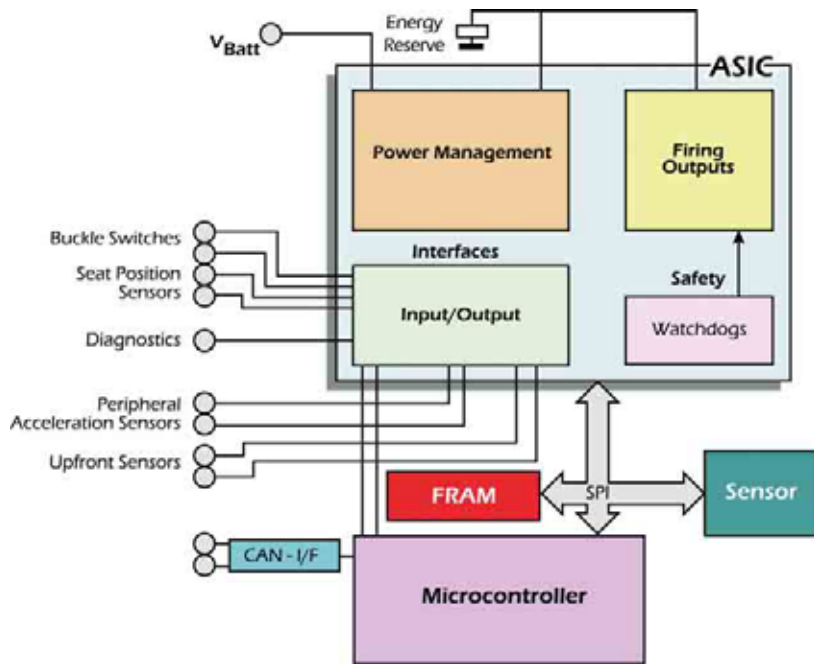 VBatt
Energy
Reserve
ASIC
Power Management
Firing
Outputs
Buckle Switches
Seat Position
Sensors
Interfaces
Safety
Input/Output
Watchdogs
Diagnostics
Peripheral
Acceleration Sensors
Upfront Sensors
FRAM
SPI
Sensor
CAN - I/F
Microcontroller